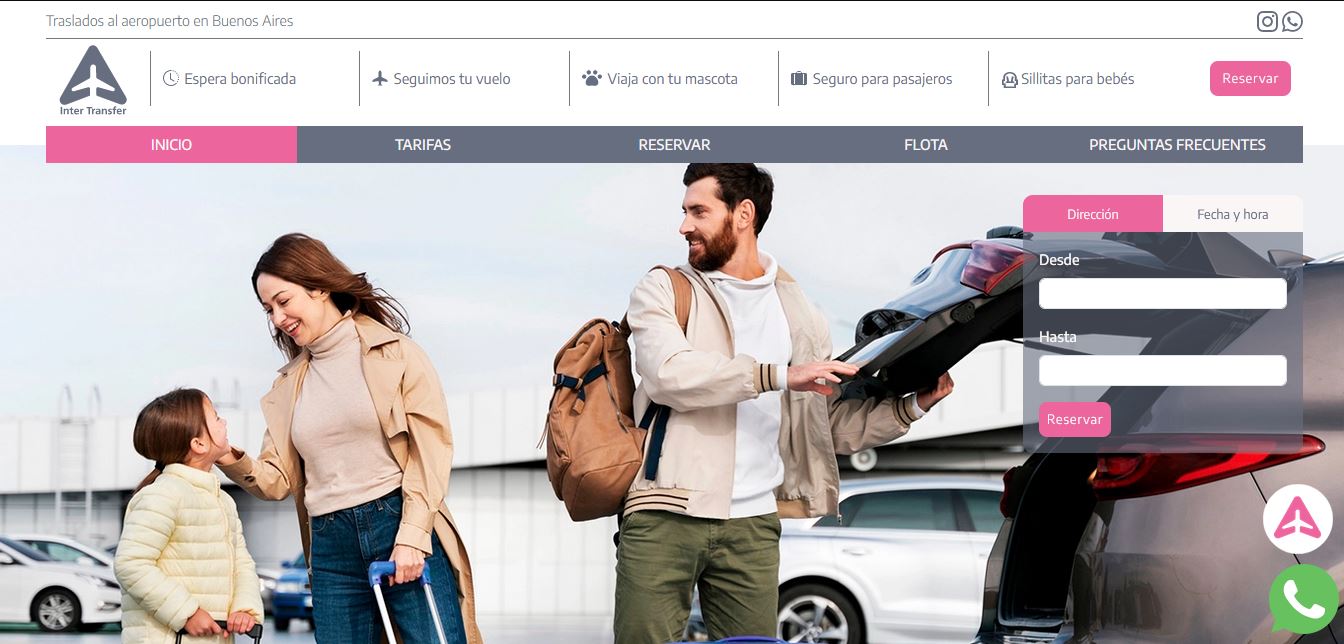 Traslados al aeropuerto en Buenos Aires
Inter Transfer
Espera bonificada
Seguimos tu vuelo
Viaja con tu mascota
Seguro para pasajeros
Sillitas para bebés
Reservar
INICIO
TARIFAS
RESERVAR
FLOTA
PREGUNTAS FRECUENTES
Dirección
Fecha y hora
Desde
Hasta
Reservar